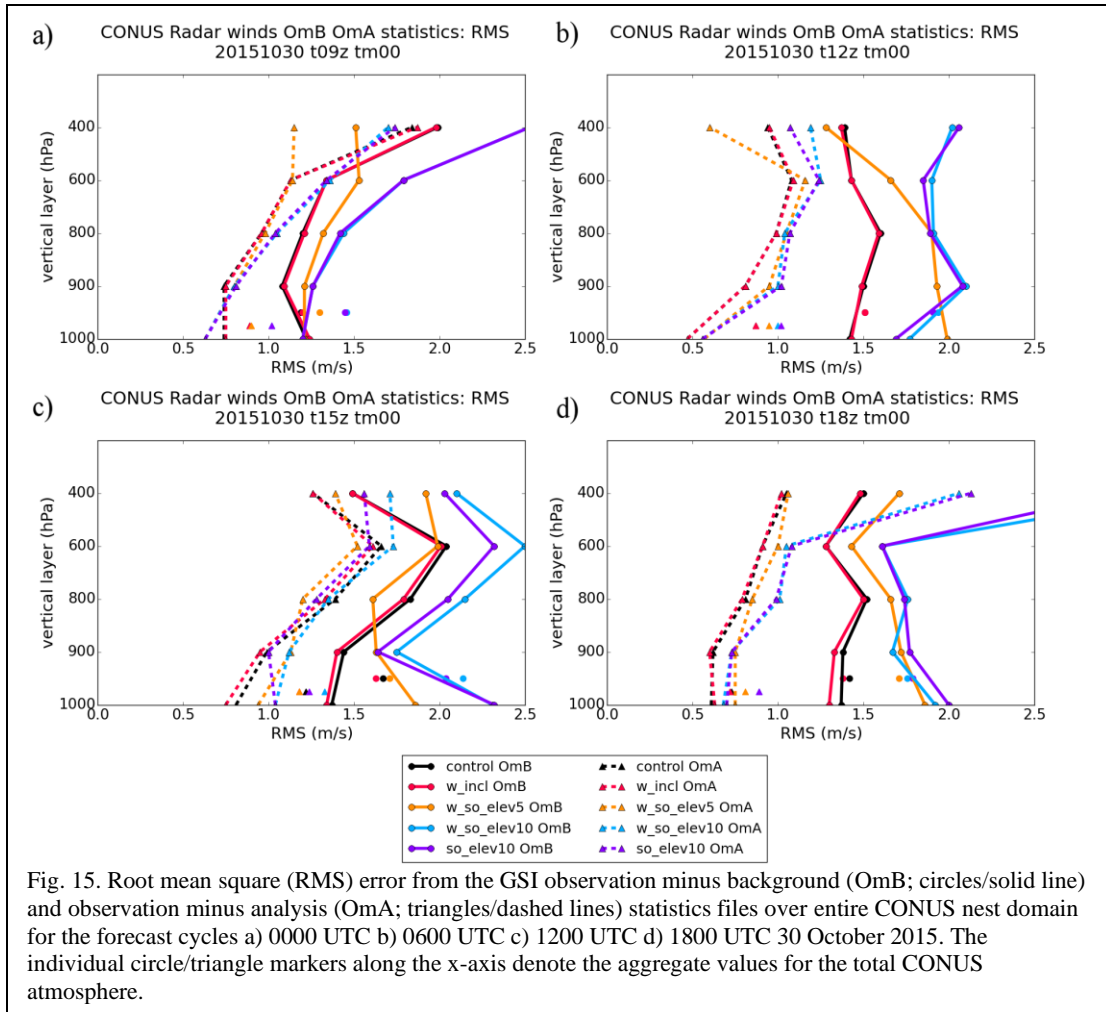 a)
CONUS Radar winds OmB OmA statistics: RMS
20151030 t09z tm00
vertical layer (hPa)
400
600
800
900
1000
0.0 0.5 1.0 1.5 2.0 2.5
RMS (m/s)
b)
CONUS Radar winds OmB OmA statistics: RMS
20151030 t12z tm00
vertical layer (hPa)
400
600
800
900
1000
0.0 0.5 1.0 1.5 2.0 2.5
RMS (m/s)
c)
CONUS Radar winds OmB OmA statistics: RMS
20151030 t15z tm00
vertical layer (hPa)
400
600
800
900
1000
0.0 0.5 1.0 1.5 2.0 2.5
RMS (m/s)
d)
CONUS Radar winds OmB OmA statistics: RMS
20151030 t18z tm00
vertical layer (hPa)
400
600
800
900
1000
0.0 0.5 1.0 1.5 2.0 2.5
RMS (m/s)
control OmB control OmA
w_incl OmB w_incl OmA
w_so_elev5 OmB w_so_elev5 OmA
w_so_elev10 OmB w_so_elev10 OmA
so_elev10 OmB so_elev10 OmA
Fig. 15. Root mean square (RMS) error from the GSI observation minus background (OmB; circles/solid line)
and observation minus analysis (OmA; triangles/dashed lines) statistics files over entire CONUS nest domain
for the forecast cycles a) 0000 UTC b) 0600 UTC c) 1200 UTC d) 1800 UTC 30 October 2015. The
individual circle/triangle markers along the x-axis denote the aggregate values for the total CONUS
atmosphere.